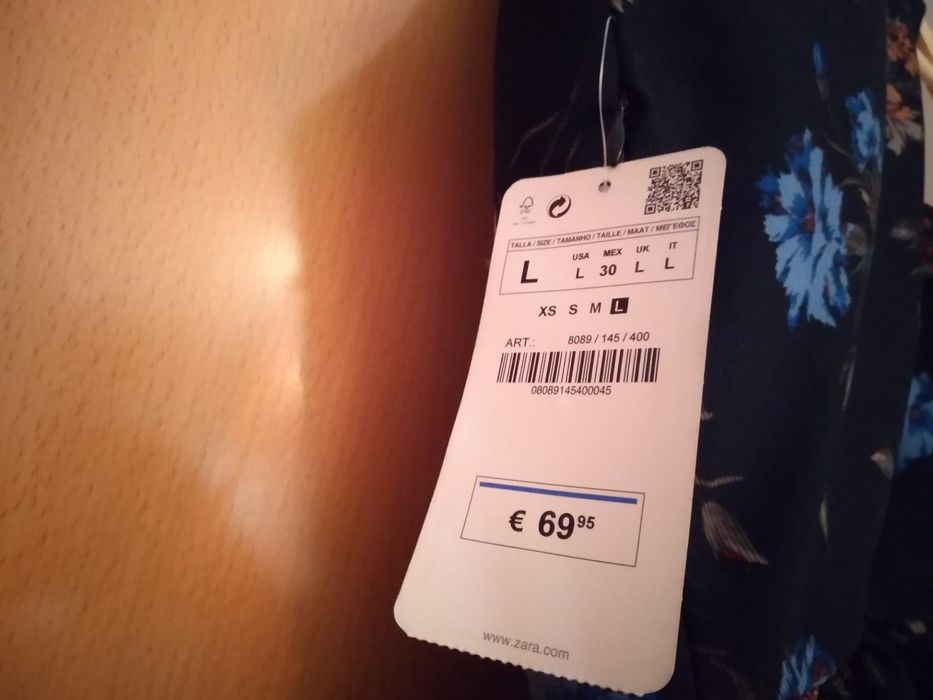 TALLA / SIZE / TAMANHO / TAILLE / MAAT / ΜΕΓΕΘΟΣ
USA MEX UK IT
L L 30 L L
XS S M L
ART.: 8089 / 145 / 400
08089145400045
€ 69 95
www.zara.com